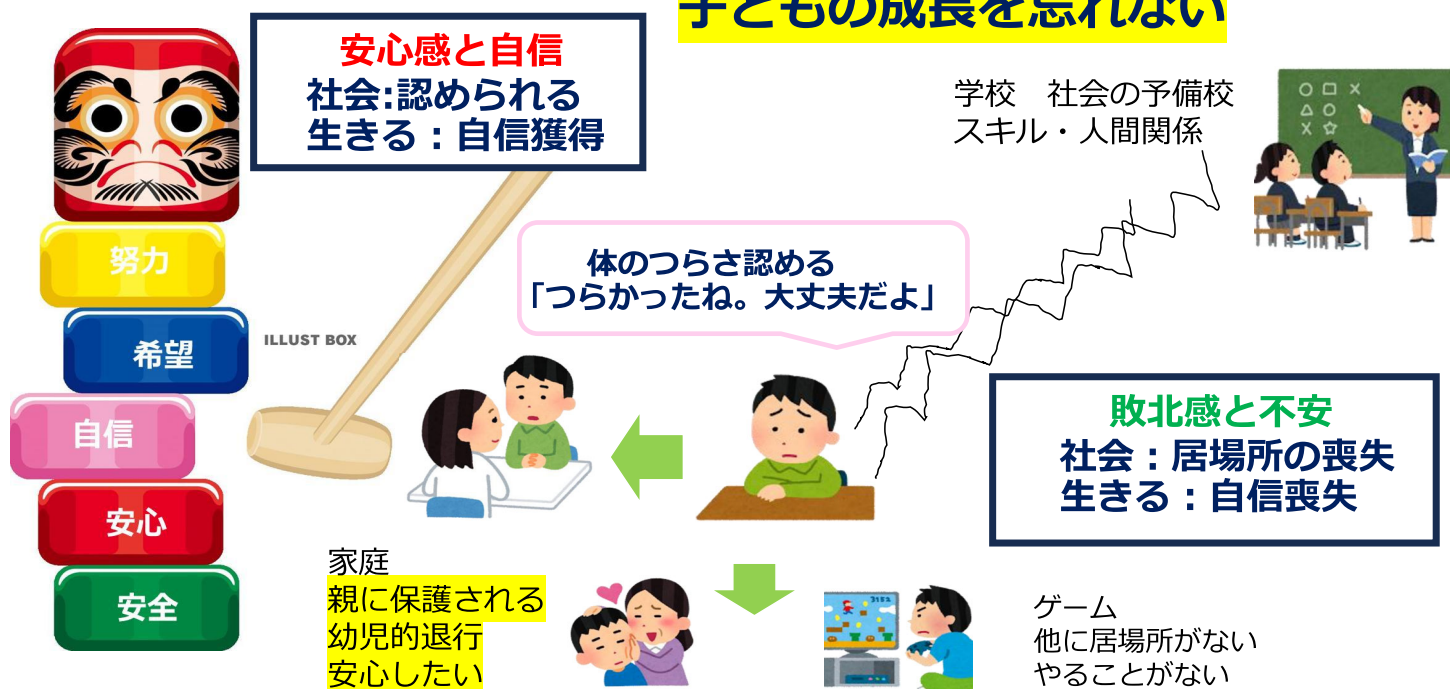 子どもの成長を忘れない
安心感と自信
社会:認められる
生きる：自信獲得
学校　社会の予備校
スキル・人間関係
努力
希望
自信
安心
安全
ILLUST BOX
体のつらさ認める
「つらかったね。大丈夫だよ」
敗北感と不安
社会：居場所の喪失
生きる：自信喪失
家庭
親に保護される
幼児的退行
安心したい
ゲーム
他に居場所がない
やることがない